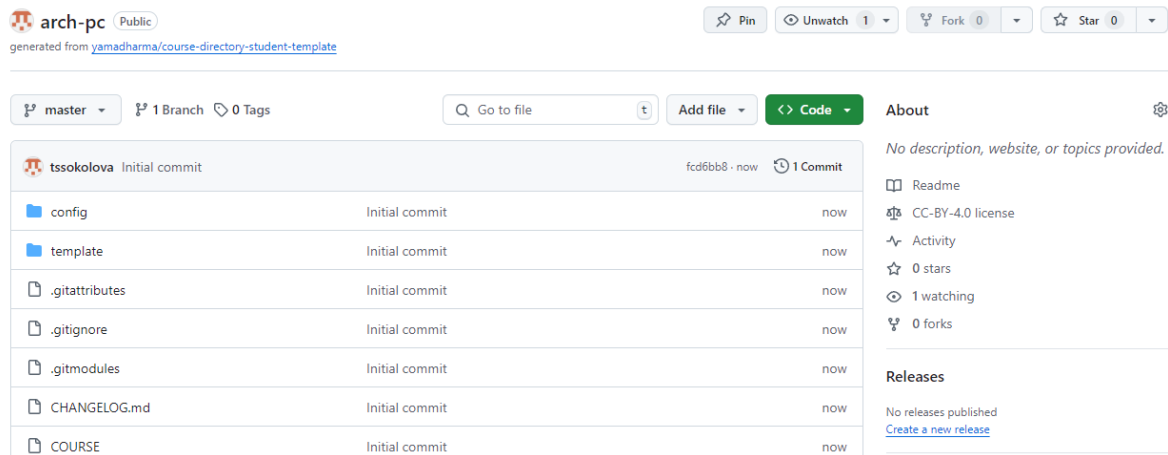 arch-pc Public
Pin Unwatch 1 Fork 0 Star 0
generated from yamadharma/course-directory-student-template
master 1 Branch 0 Tags Go to file t Add file Code
tssokolova Initial commit fcd6bb8 · now 1 Commit
config Initial commit now
template Initial commit now
.gitattributes Initial commit now
.gitignore Initial commit now
.gitmodules Initial commit now
CHANGELOG.md Initial commit now
COURSE Initial commit now
About
No description, website, or topics provided.
Readme
CC-BY-4.0 license
Activity
0 stars
1 watching
0 forks
Releases
No releases published
Create a new release